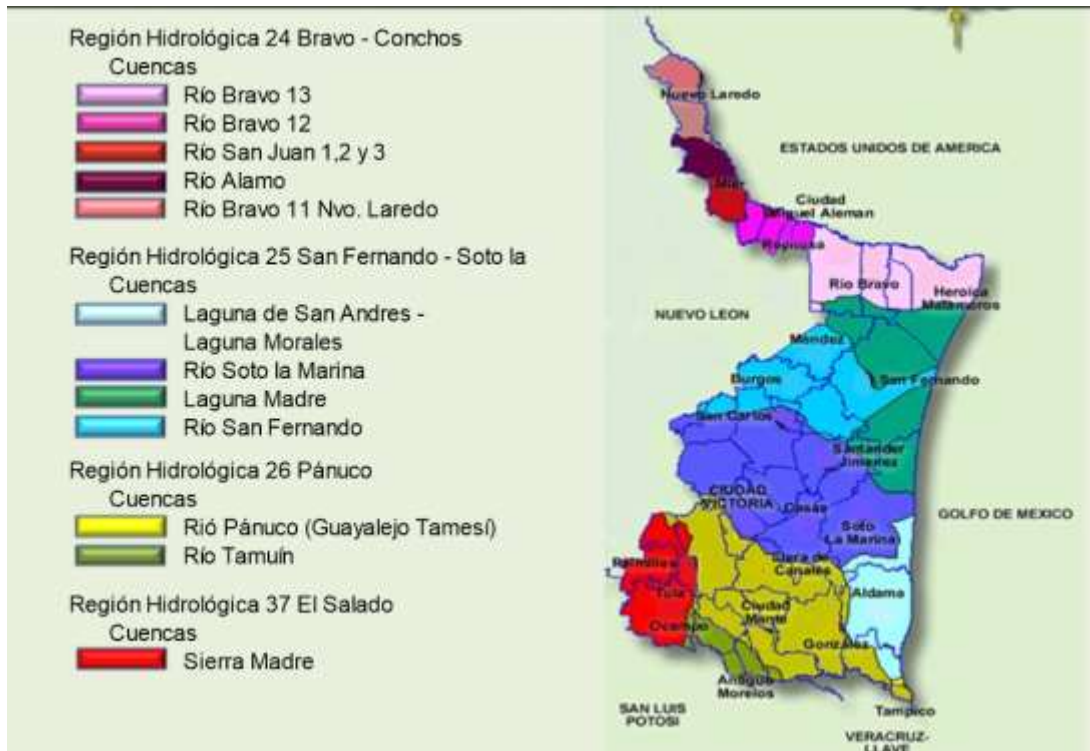 Región Hidrológica 24 Bravo - Conchos
Cuencas
Río Bravo 13
Río Bravo 12
Río San Juan 1,2 y 3
Río Alamo
Río Bravo 11 Nvo. Laredo
Región Hidrológica 25 San Fernando - Soto la
Cuencas
Laguna de San Andres -
Laguna Morales
Río Soto la Marina
Laguna Madre
Río San Fernando
Región Hidrológica 26 Pánuco
Cuencas
Rió Pánuco (Guayalejo Tamesí)
Río Tamuín
Región Hidrológica 37 El Salado
Cuencas
Sierra Madre
Nuevo Laredo
ESTADOS UNIDOS DE AMERICA
Mier
Ciudad
Miguel Aleman
Reynosa
Río Bravo
Heroica
Matamoros
NUEVO LEON
Mendez
Burgos
San Fernando
San Carlos
Santander
Jimenez
CIUDAD
VICTORIA
Casas
GOLFO DE MEXICO
Soto
La Marina
Llera de
Canales
Palmillas
Tula
Aldama
Ciudad
Mante
Ocampo
González
Antiguo
Morelos
SAN LUIS
POTOSI
Tampico
VERACRUZ-
LLAVE